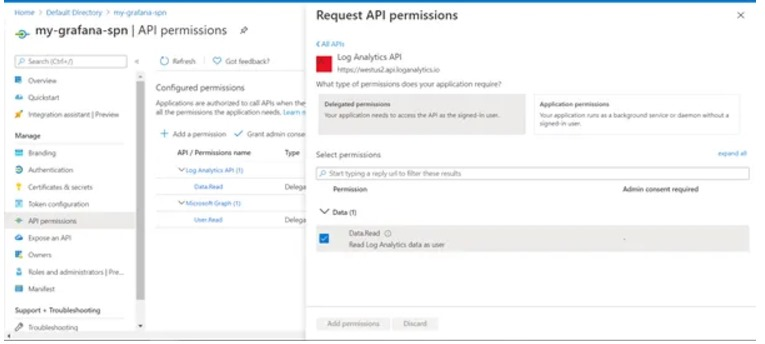 Home > Default Directory > my-grafana-spn
my-grafana-spn | API permissions
Search (Ctrl+/)
Refresh
Got feedback?
Overview
Quickstart
Integration assistant | Preview
Manage
Branding
Authentication
Certificates & secrets
Token configuration
API permissions
Expose an API
Owners
Roles and administrators | Pre...
Manifest
Support + Troubleshooting
Troubleshooting
Configured permissions
Applications are authorized to call APIs when they
all the permissions the application needs. Learn m
Add a permission
Grant admin conse
API / Permissions name Type
Log Analytics API (1)
Data.Read Delega
Microsoft Graph (1)
User.Read Delega
Request API permissions
All APIs
Log Analytics API
https://westus2.api.loganalytics.io
What type of permissions does your application require?
Delegated permissions
Your application needs to access the API as the signed-in user.
Application permissions
Your application runs as a background service or daemon without a
signed-in user.
Select permissions
expand all
Start typing a reply url to filter these results
Permission Admin consent required
Data (1)
Data.Read
Read Log Analytics data as user
-
Add permissions
Discard